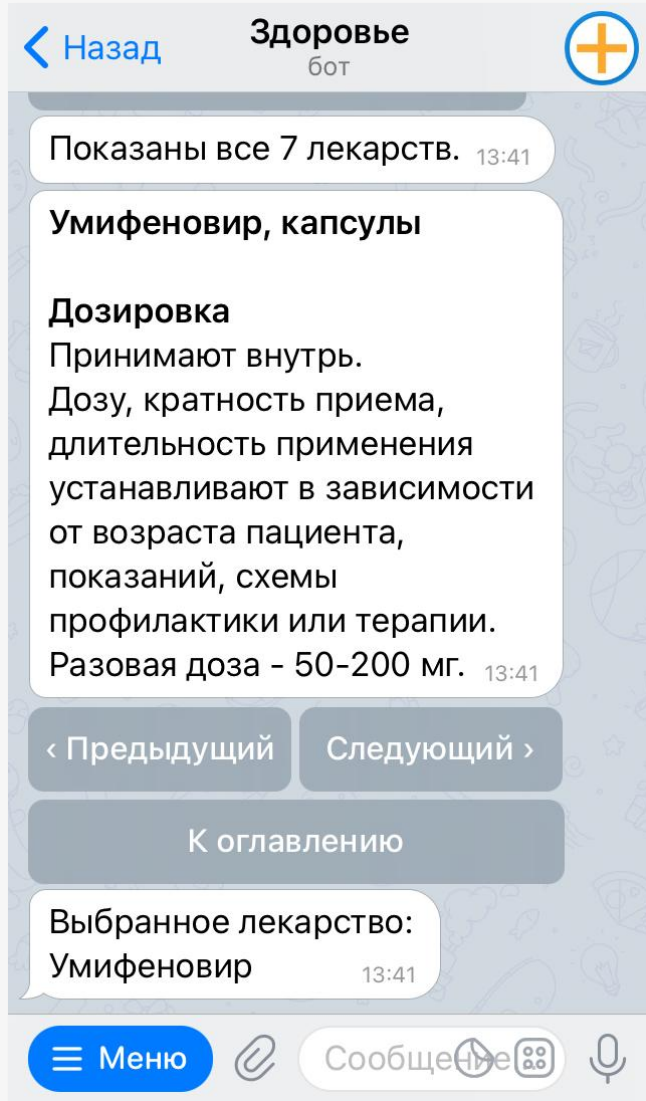 Назад
Здоровье
бот
Показаны все 7 лекарств. 13:41
Умифеновир, капсулы
Дозировка
Принимают внутрь.
Дозу, кратность приема,
длительность применения
устанавливают в зависимости
от возраста пациента,
показаний, схемы
профилактики или терапии.
Разовая доза - 50-200 мг. 13:41
‹ Предыдущий Следующий ›
К оглавлению
Выбранное лекарство:
Умифеновир 13:41
Меню Сообщение